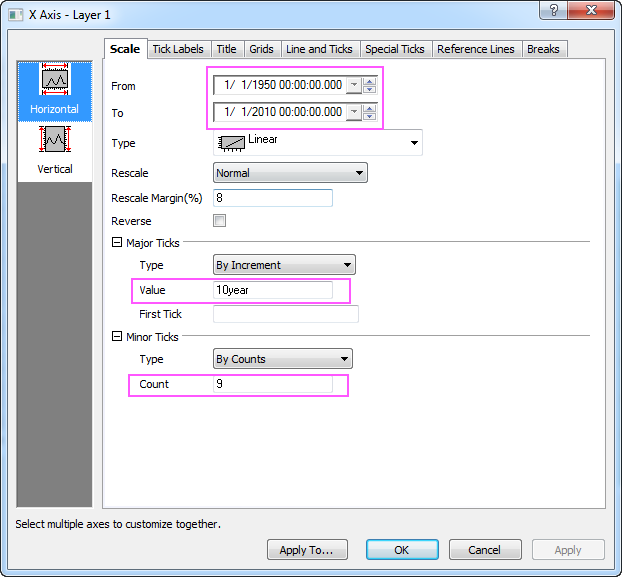 X Axis - Layer 1
?
Scale Tick Labels Title Grids Line and Ticks Special Ticks Reference Lines Breaks
Horizontal
Vertical
From 1/ 1/1950 00:00:00.000
To 1/ 1/2010 00:00:00.000
Type Linear
Rescale Normal
Rescale Margin(%) 8
Reverse
Major Ticks
Type By Increment
Value 10year
First Tick
Minor Ticks
Type By Counts
Count 9
Select multiple axes to customize together.
Apply To... OK Cancel Apply